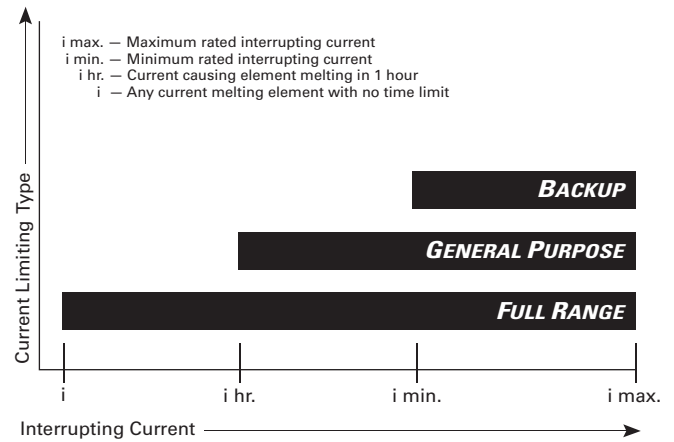 i max. — Maximum rated interrupting current
i min. — Minimum rated interrupting current
i hr. — Current causing element melting in 1 hour
i — Any current melting element with no time limit
Current Limiting Type
BACKUP
GENERAL PURPOSE
FULL RANGE
i i hr. i min. i max.
Interrupting Current